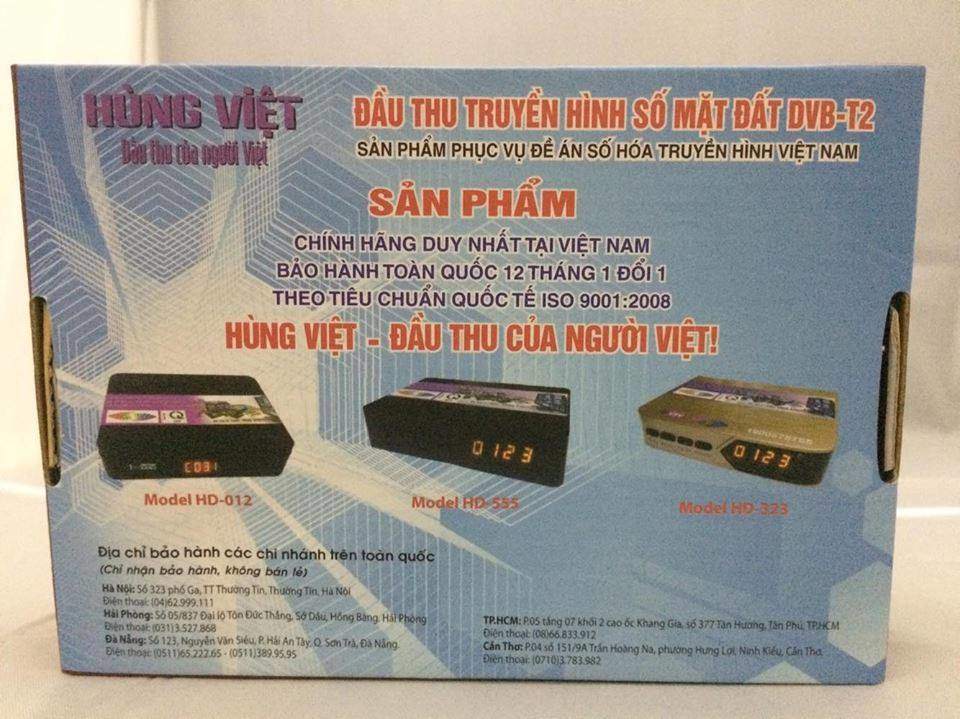 HÙNG VIỆT
Đầu thu của người Việt
ĐẦU THU TRUYỀN HÌNH SỐ MẶT ĐẤT DVB-T2
SẢN PHẨM PHỤC VỤ ĐỀ ÁN SỐ HÓA TRUYỀN HÌNH VIỆT NAM
SẢN PHẨM
CHÍNH HÃNG DUY NHẤT TẠI VIỆT NAM
BẢO HÀNH TOÀN QUỐC 12 THÁNG 1 ĐỔI 1
THEO TIÊU CHUẨN QUỐC TẾ ISO 9001:2008
HÙNG VIỆT - ĐẦU THU CỦA NGƯỜI VIỆT!
C031
0123
0123
Model HD-012
Model HD-555
Model HD-323
Địa chỉ bảo hành các chi nhánh trên toàn quốc
(Chỉ nhận bảo hành, không bán lẻ)
Hà Nội: Số 323 phố Ga, TT Thường Tín, Thường Tín, Hà Nội
Điện thoại: (04)62.999.111
Hải Phòng: Số 05/837 Đại lộ Tôn Đức Thắng, Sở Dầu, Hồng Bàng, Hải Phòng
Điện thoại: (031)3.527.868
Đà Nẵng: Số 123, Nguyễn Văn Siêu, P. Hải An Tây, Q. Sơn Trà, Đà Nẵng.
Điện thoại: (0511)65.222.65 - (0511)389.95.95
TP.HCM: P.05 tầng 07 khối 2 cao ốc Khang Gia, số 377 Tân Hương, Tân Phú, TP.HCM
Điện thoại: (08)66.833.912
Cần Thơ: P.04 số 151/9A Trần Hoàng Na, phường Hưng Lợi, Ninh Kiều, Cần Thơ.
Điện thoại: (0710)3.783.982